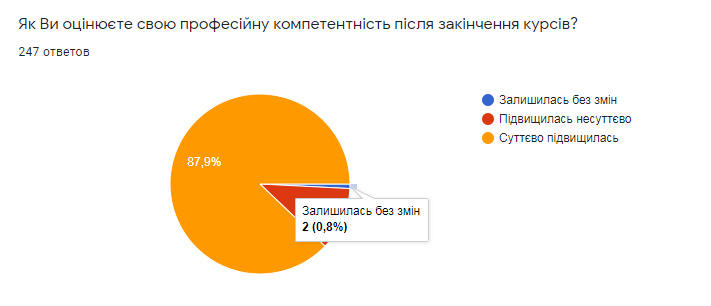 Як Ви оцінюєте свою професійну компетентність після закінчення курсів?
247 ответов
Залишилась без змін
Підвищилась несуттєво
Суттєво підвищилась
87,9%
Залишилась без змін
2 (0,8%)